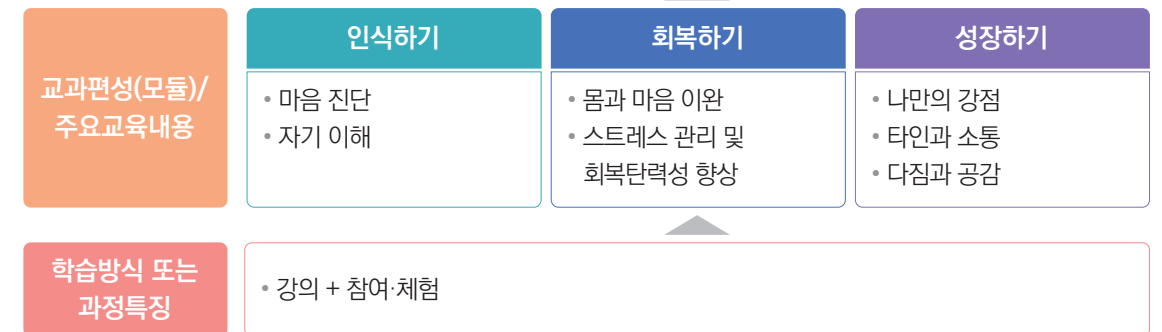 교과편성(모듈)/
주요교육내용
인식하기
• 마음 진단
• 자기 이해
회복하기
• 몸과 마음 이완
• 스트레스 관리 및
회복탄력성 향상
성장하기
• 나만의 강점
• 타인과 소통
• 다짐과 공감
학습방식 또는
과정특징
• 강의 + 참여·체험